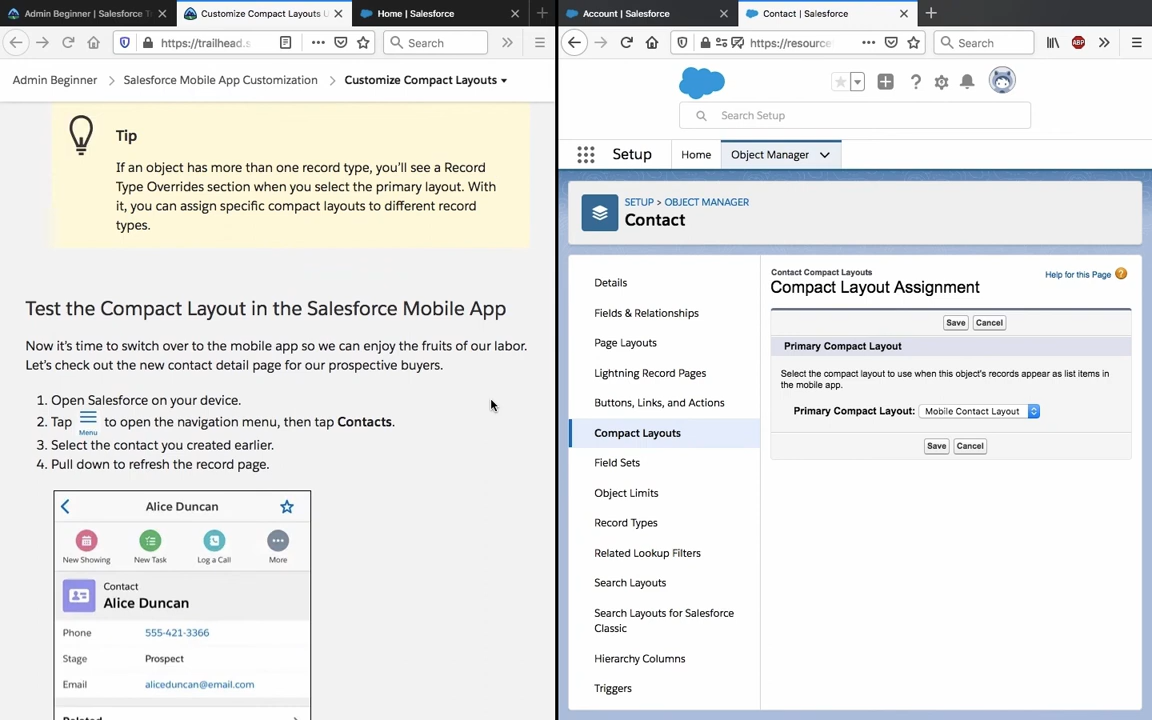 Admin Beginner | Salesforce T
Customize Compact Layouts U
Home | Salesforce
https://trailhead.s
Search
Admin Beginner
Salesforce Mobile App Customization
Customize Compact Layouts
Tip
If an object has more than one record type, you'll see a Record
Type Overrides section when you select the primary layout. With
it, you can assign specific compact layouts to different record
types.
Test the Compact Layout in the Salesforce Mobile App
Now it's time to switch over to the mobile app so we can enjoy the fruits of our labor.
Let's check out the new contact detail page for our prospective buyers.
1. Open Salesforce on your device.
2. Tap Menu to open the navigation menu, then tap Contacts.
3. Select the contact you created earlier.
4. Pull down to refresh the record page.
Alice Duncan
New Showing
New Task
Log a Call
More
Contact
Alice Duncan
Phone 555-421-3366
Stage Prospect
Email aliceduncan@email.com
Related
Account | Salesforce
Contact | Salesforce
https://resource
Search
ABP
Search Setup
Setup
Home
Object Manager
SETUP > OBJECT MANAGER
Contact
Details
Fields & Relationships
Page Layouts
Lightning Record Pages
Buttons, Links, and Actions
Compact Layouts
Field Sets
Object Limits
Record Types
Related Lookup Filters
Search Layouts
Search Layouts for Salesforce
Classic
Hierarchy Columns
Triggers
Contact Compact Layouts
Compact Layout Assignment
Help for this Page
Save Cancel
Primary Compact Layout
Select the compact layout to use when this object's records appear as list items in
the mobile app.
Primary Compact Layout: Mobile Contact Layout
Save Cancel